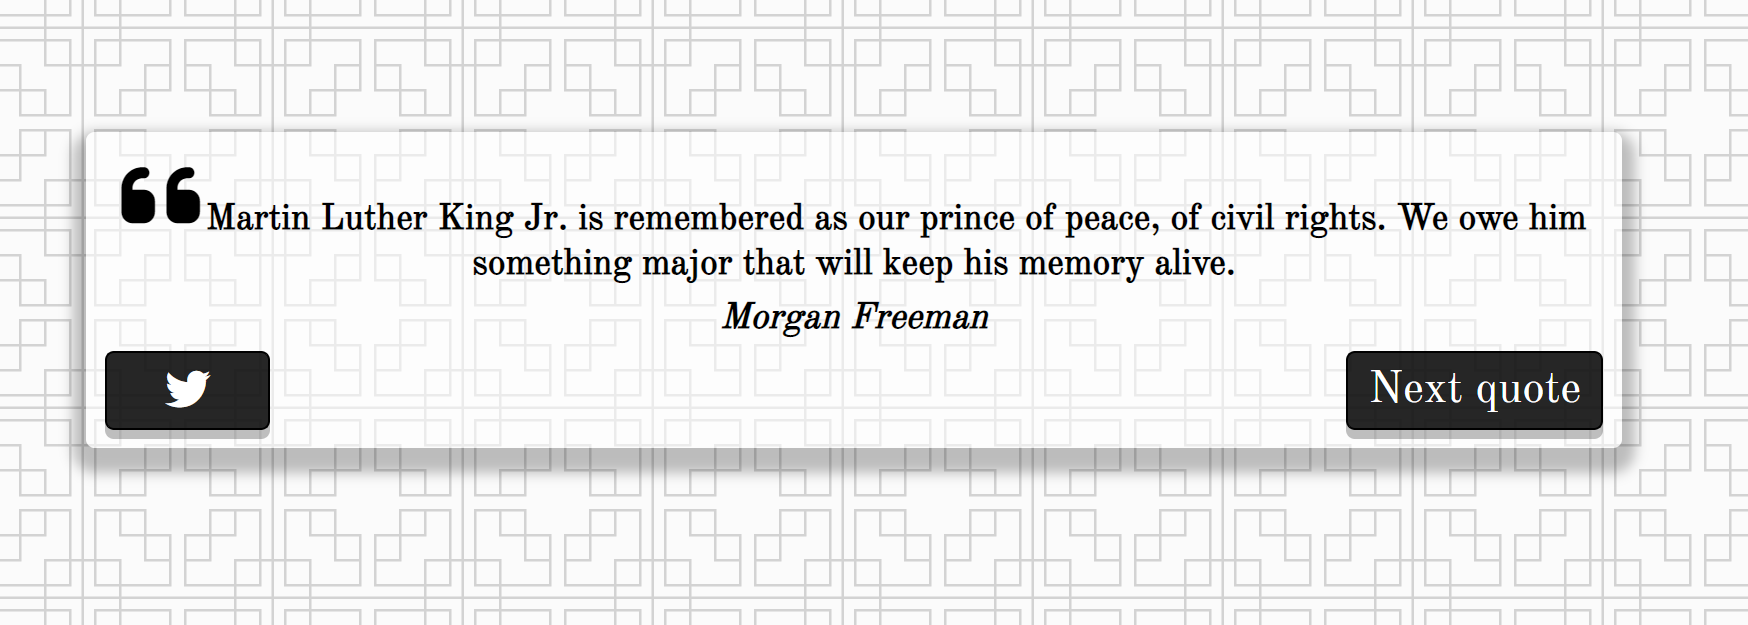 Martin Luther King Jr. is remembered as our prince of peace, of civil rights. We owe him
something major that will keep his memory alive.
Morgan Freeman
Next quote